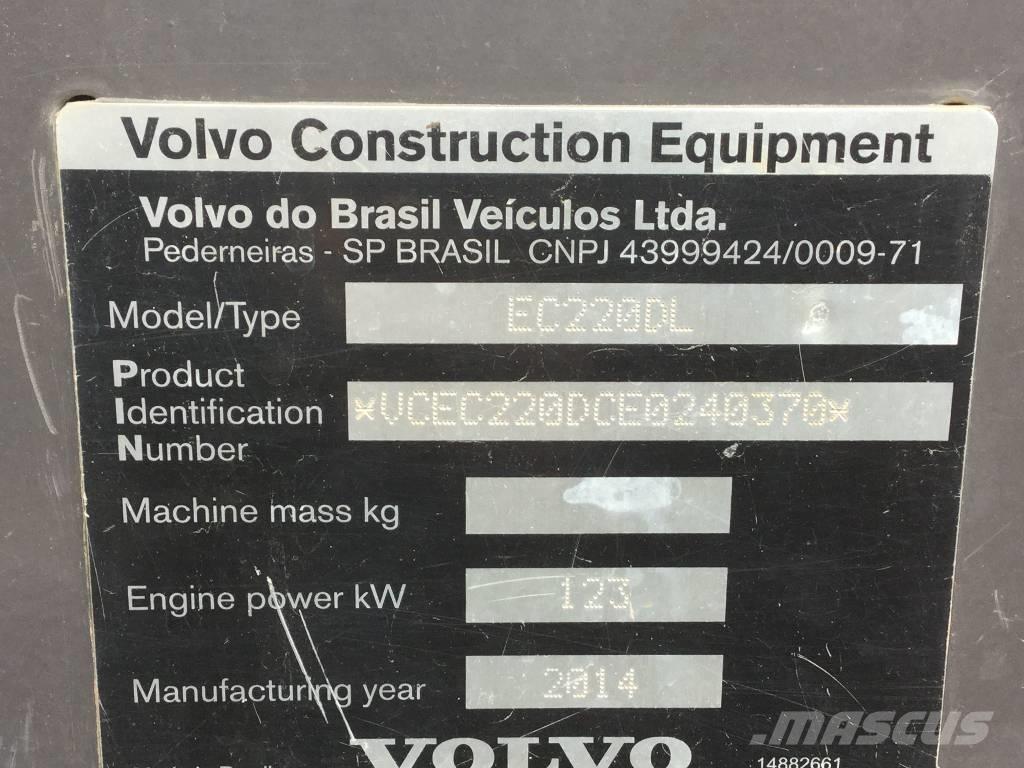 Volvo Construction Equipment
Volvo do Brasil Veículos Ltda.
Pederneiras - SP BRASIL CNPJ 43999424/0009-71
Model/Type EC220DL
Product
Identification *VCEC220DCE0240370*
Number
Machine mass kg
Engine power kW 123
Manufacturing year 2014
VOLVO
14882661
MASCUS